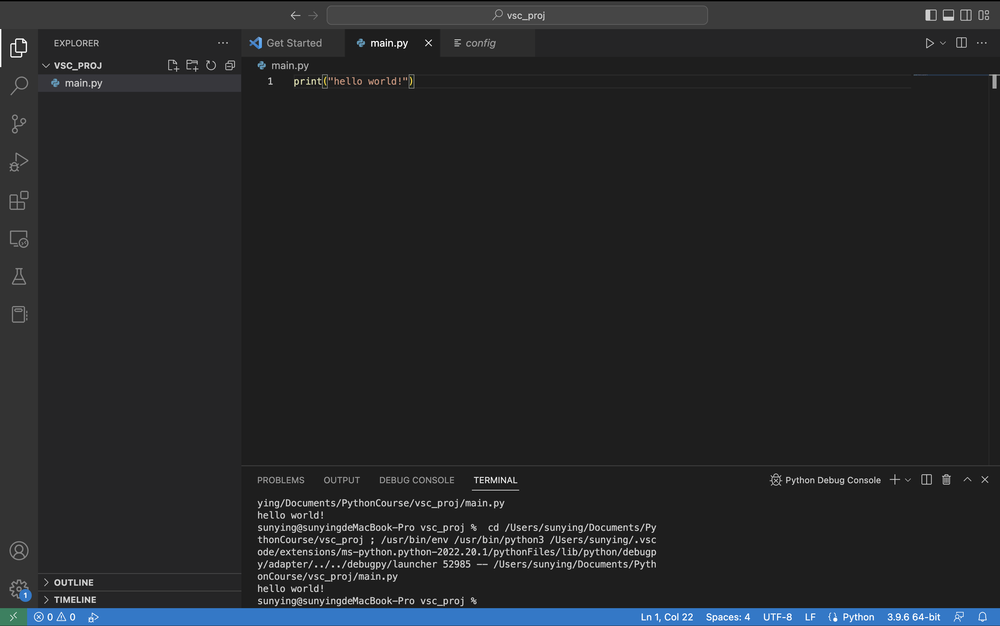 vsc_proj
EXPLORER
Get Started
main.py
config
VSC_PROJ
main.py
main.py
1 print("hello world!")
PROBLEMS OUTPUT DEBUG CONSOLE TERMINAL
Python Debug Console
ying/Documents/PythonCourse/vsc_proj/main.py
hello world!
sunying@sunyingdeMacBook-Pro vsc_proj %  cd /Users/sunying/Documents/Py
thonCourse/vsc_proj ; /usr/bin/env /usr/bin/python3 /Users/sunying/.vsc
ode/extensions/ms-python.python-2022.20.1/pythonFiles/lib/python/debugp
y/adapter/../../debugpy/launcher 52985 -- /Users/sunying/Documents/Pyth
onCourse/vsc_proj/main.py
hello world!
sunying@sunyingdeMacBook-Pro vsc_proj %
OUTLINE
TIMELINE
1
0 0
Ln 1, Col 22 Spaces: 4 UTF-8 LF Python 3.9.6 64-bit